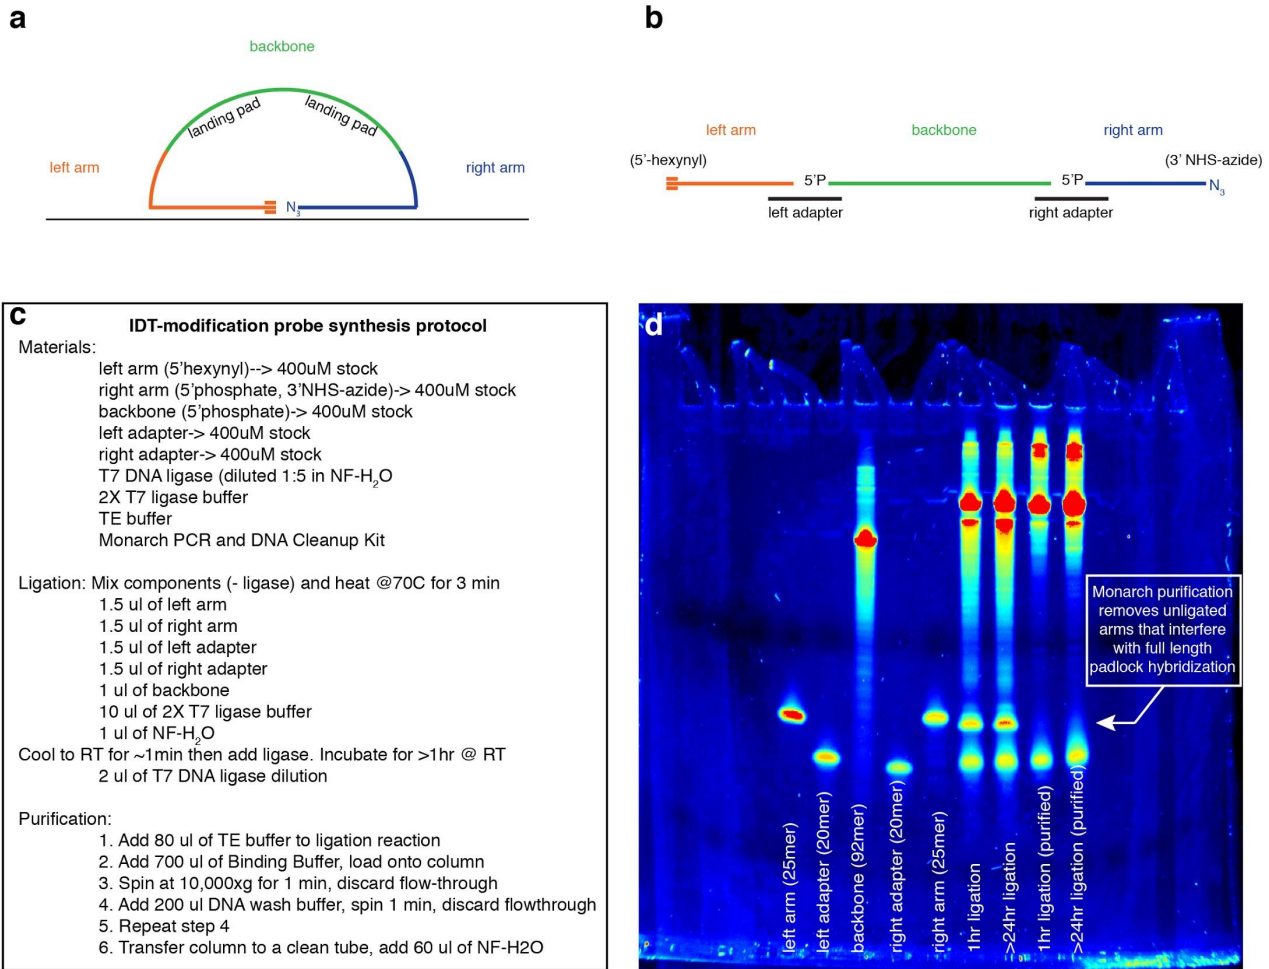 a
backbone
landing pad
landing pad
left arm
right arm
N3
b
left arm
backbone
right arm
(5'-hexynyl)
(3' NHS-azide)
5'P
5'P
N3
left adapter
right adapter
c
IDT-modification probe synthesis protocol
Materials:
left arm (5'hexynyl)--> 400uM stock
right arm (5'phosphate, 3'NHS-azide)-> 400uM stock
backbone (5'phosphate)-> 400uM stock
left adapter-> 400uM stock
right adapter-> 400uM stock
T7 DNA ligase (diluted 1:5 in NF-H2O
2X T7 ligase buffer
TE buffer
Monarch PCR and DNA Cleanup Kit
Ligation: Mix components (- ligase) and heat @70C for 3 min
1.5 ul of left arm
1.5 ul of right arm
1.5 ul of left adapter
1.5 ul of right adapter
1 ul of backbone
10 ul of 2X T7 ligase buffer
1 ul of NF-H2O
Cool to RT for ~1min then add ligase. Incubate for >1hr @ RT
2 ul of T7 DNA ligase dilution
Purification:
1. Add 80 ul of TE buffer to ligation reaction
2. Add 700 ul of Binding Buffer, load onto column
3. Spin at 10,000xg for 1 min, discard flow-through
4. Add 200 ul DNA wash buffer, spin 1 min, discard flowthrough
5. Repeat step 4
6. Transfer column to a clean tube, add 60 ul of NF-H2O
d
Monarch purification
removes unligated
arms that interfere
with full length
padlock hybridization
left arm (25mer)
left adapter (20mer)
backbone (92mer)
right adapter (20mer)
right arm (25mer)
1hr ligation
>24hr ligation
1hr ligation (purified)
>24hr ligation (purified)